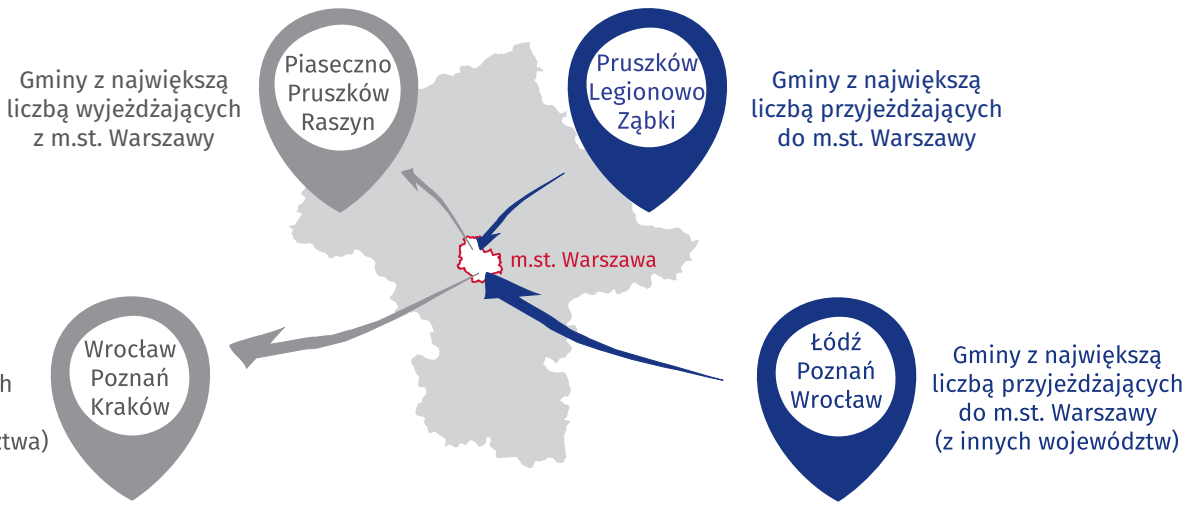 Gminy z największą
liczbą wyjeżdżających
z m.st. Warszawy
Piaseczno
Pruszków
Raszyn
Pruszków
Legionowo
Ząbki
Gminy z największą
liczbą przyjeżdżających
do m.st. Warszawy
m.st. Warszawa
Wrocław
Poznań
Kraków
Łódź
Poznań
Wrocław
Gminy z największą
liczbą przyjeżdżających
do m.st. Warszawy
(z innych województw)